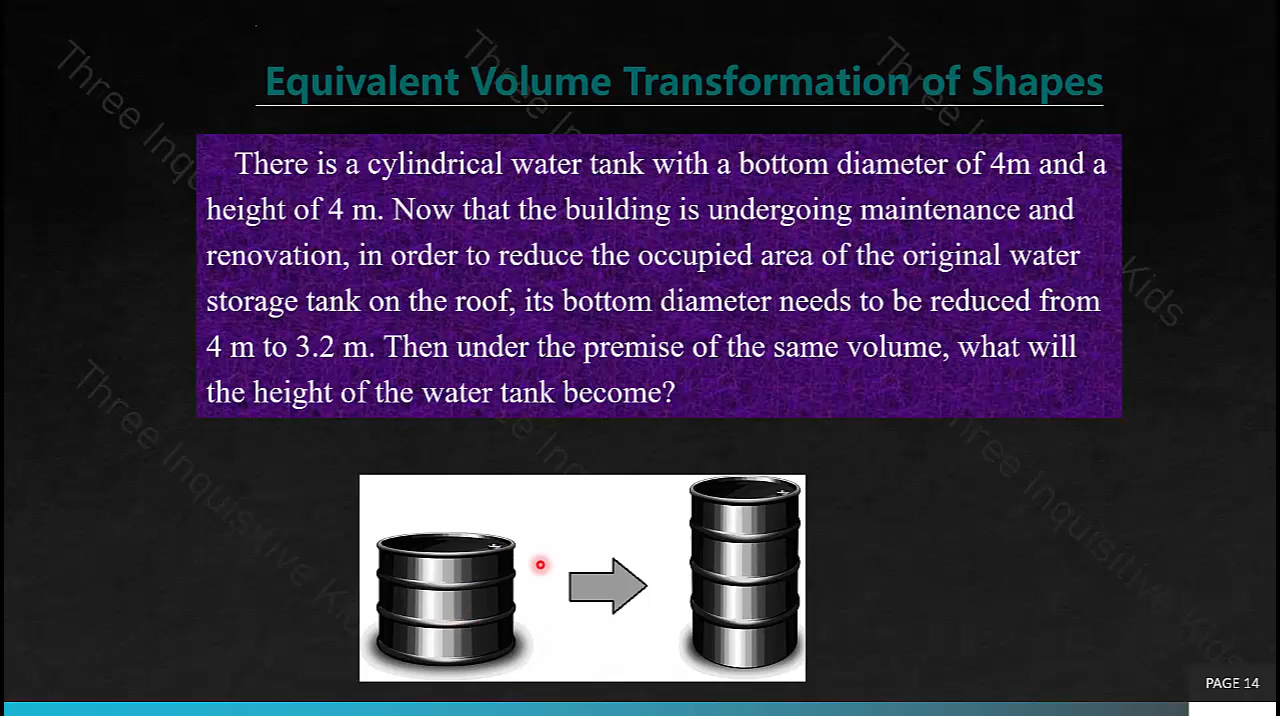 Equivalent Volume Transformation of Shapes
There is a cylindrical water tank with a bottom diameter of 4m and a
height of 4 m. Now that the building is undergoing maintenance and
renovation, in order to reduce the occupied area of the original water
storage tank on the roof, its bottom diameter needs to be reduced from
4 m to 3.2 m. Then under the premise of the same volume, what will
the height of the water tank become?
Three Inquisitive Kids
PAGE 14